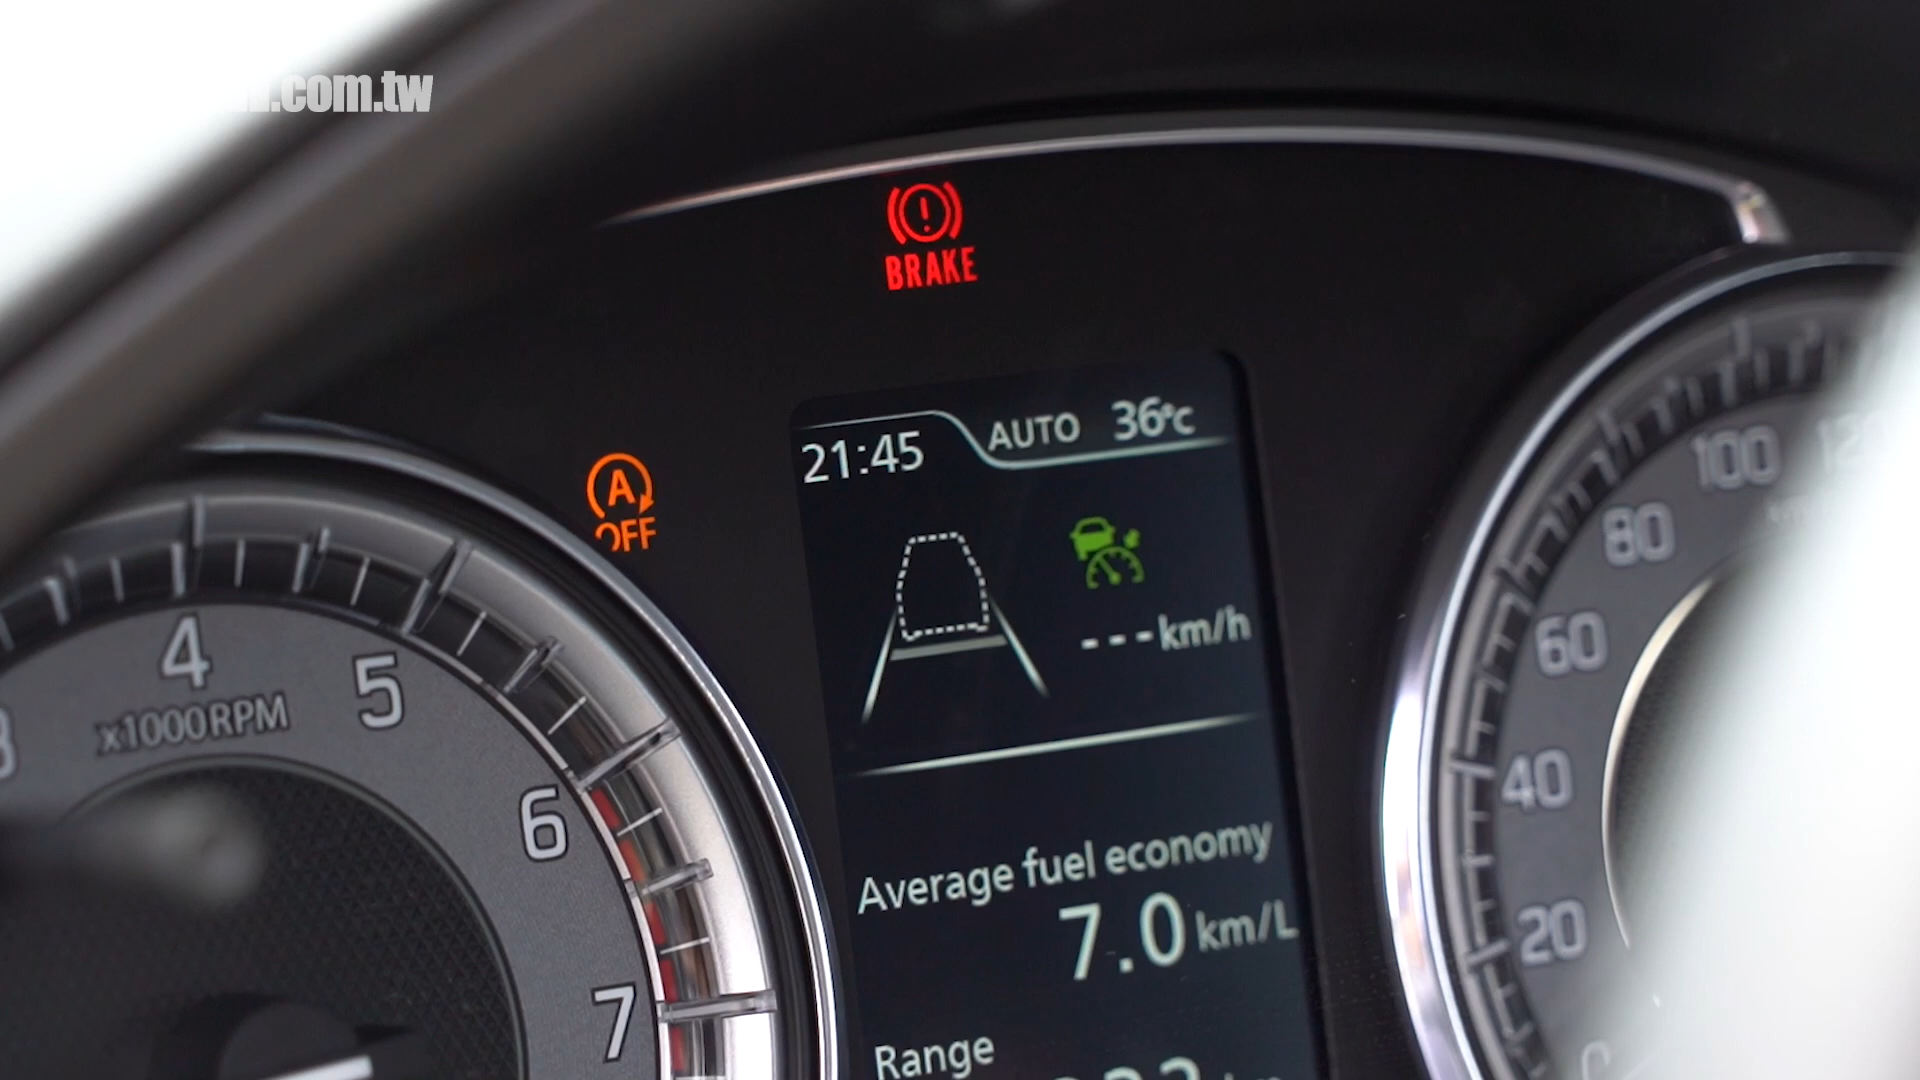 .com.tw
BRAKE
21:45
AUTO 36°C
A
OFF
---km/h
4
5
6
7
x1000RPM
100
80
60
40
20
0
Average fuel economy
7.0 km/L
Range